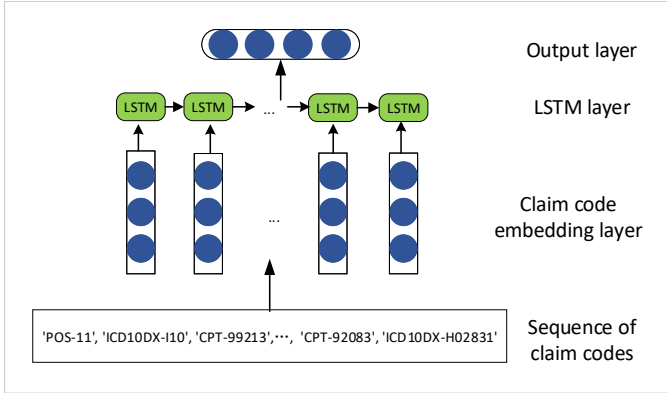 Output layer
LSTM LSTM ... LSTM LSTM
LSTM layer
...
Claim code
embedding layer
'POS-11', 'ICD10DX-I10', 'CPT-99213',···, 'CPT-92083', 'ICD10DX-H02831'
Sequence of
claim codes